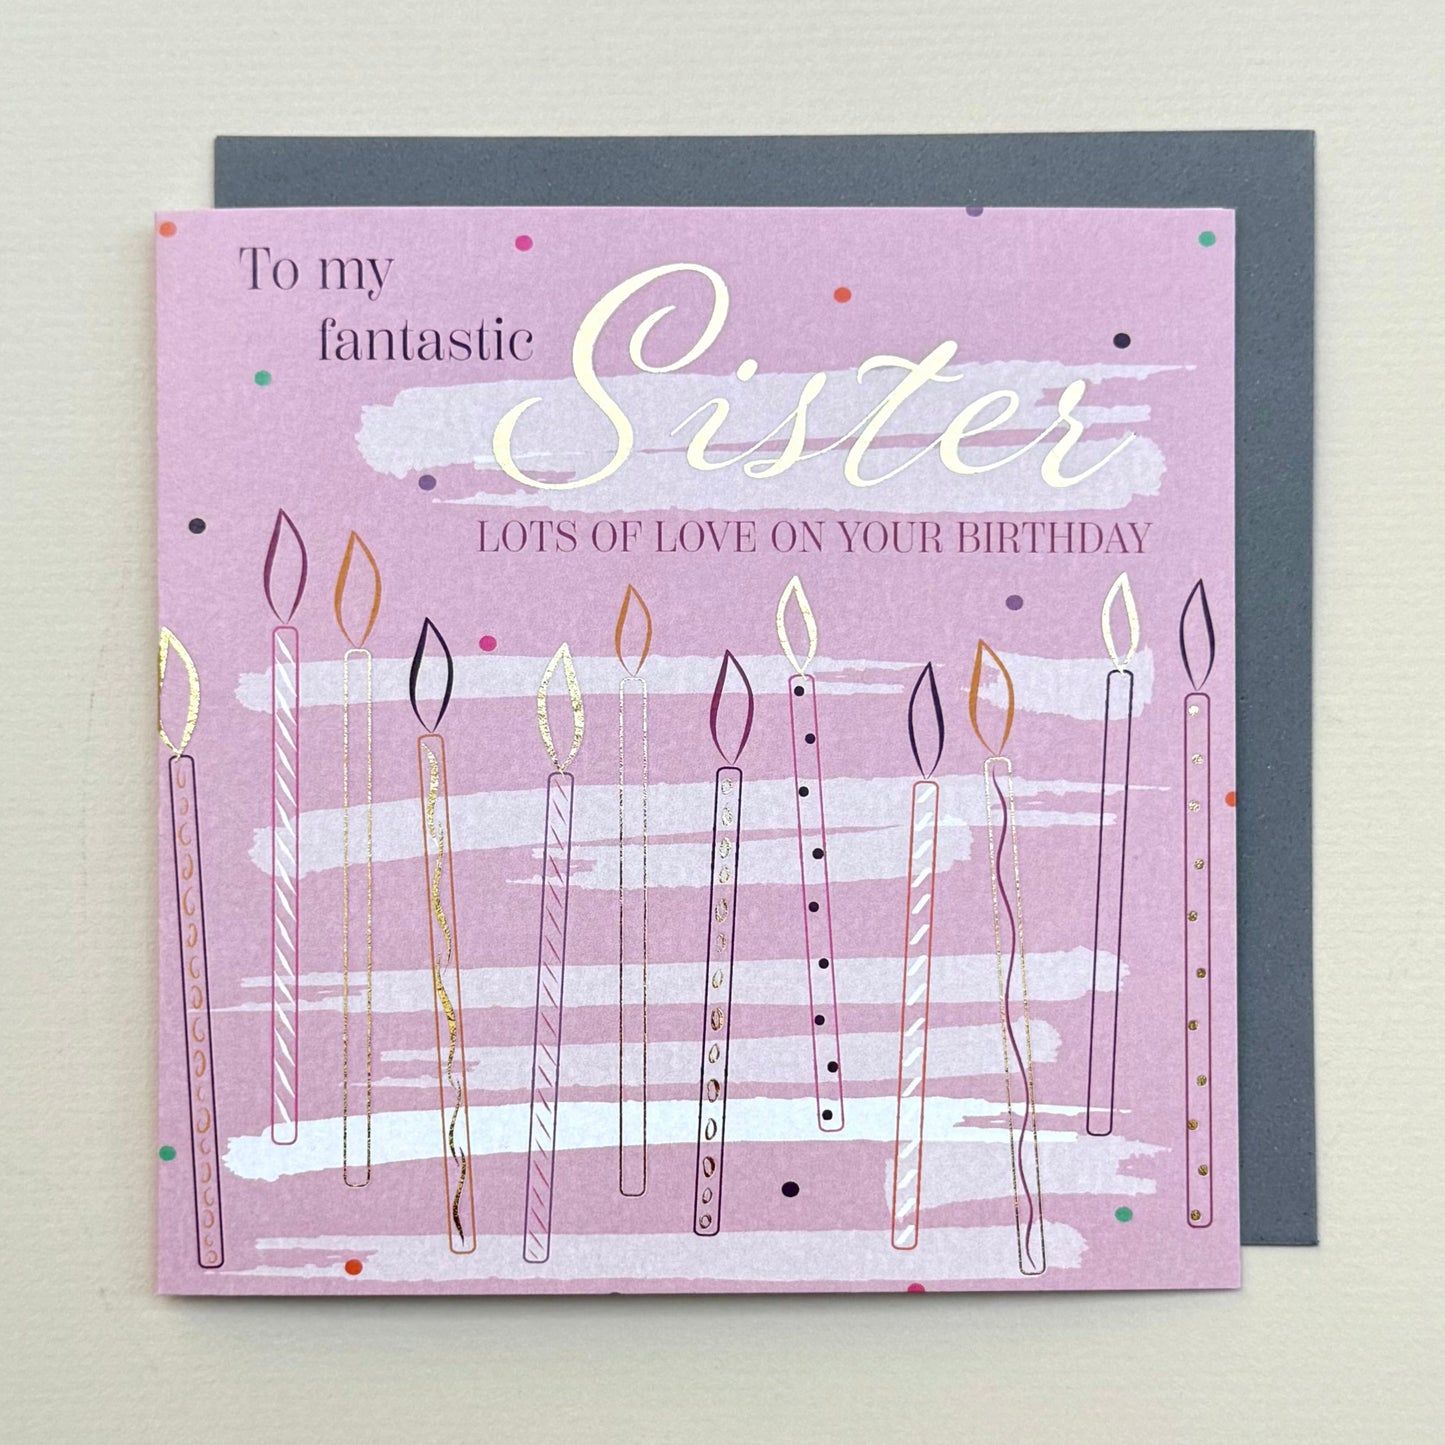 To my
fantastic
Sister
LOTS OF LOVE ON YOUR BIRTHDAY